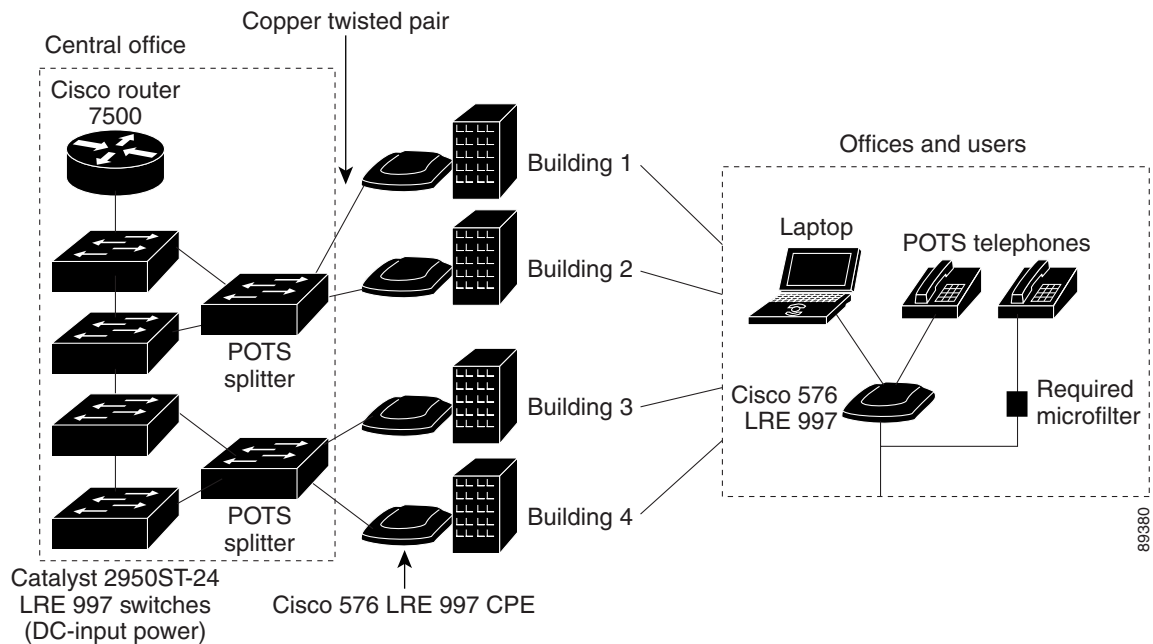 Copper twisted pair
Central office
Cisco router
7500
Building 1
Building 2
Building 3
Building 4
POTS
splitter
POTS
splitter
Catalyst 2950ST-24
LRE 997 switches
(DC-input power)
Cisco 576 LRE 997 CPE
Offices and users
Laptop
POTS telephones
Cisco 576
LRE 997
Required
microfilter
89380